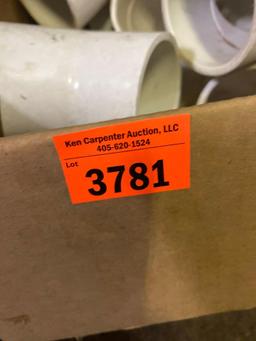 Ken Carpenter Auction, LLC
405-620-1524
Lot
3781